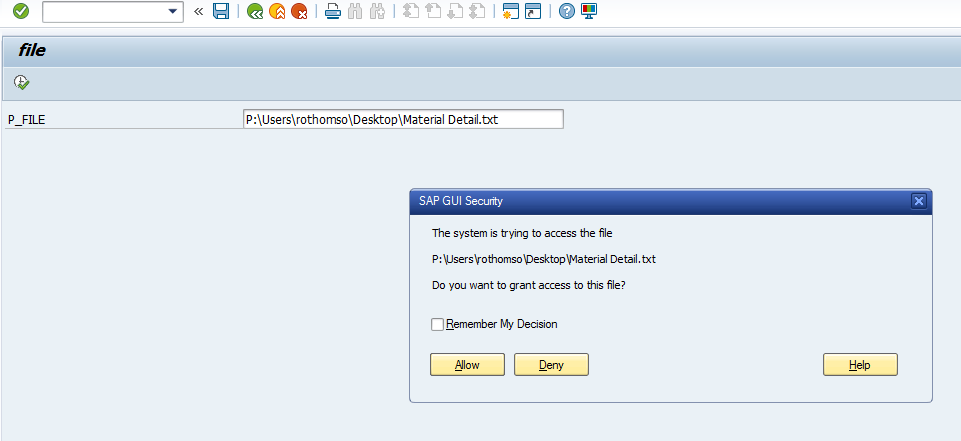 file
P_FILE P:\Users\rothomso\Desktop\Material Detail.txt
SAP GUI Security
The system is trying to access the file
P:\Users\rothomso\Desktop\Material Detail.txt
Do you want to grant access to this file?
Remember My Decision
Allow Deny Help